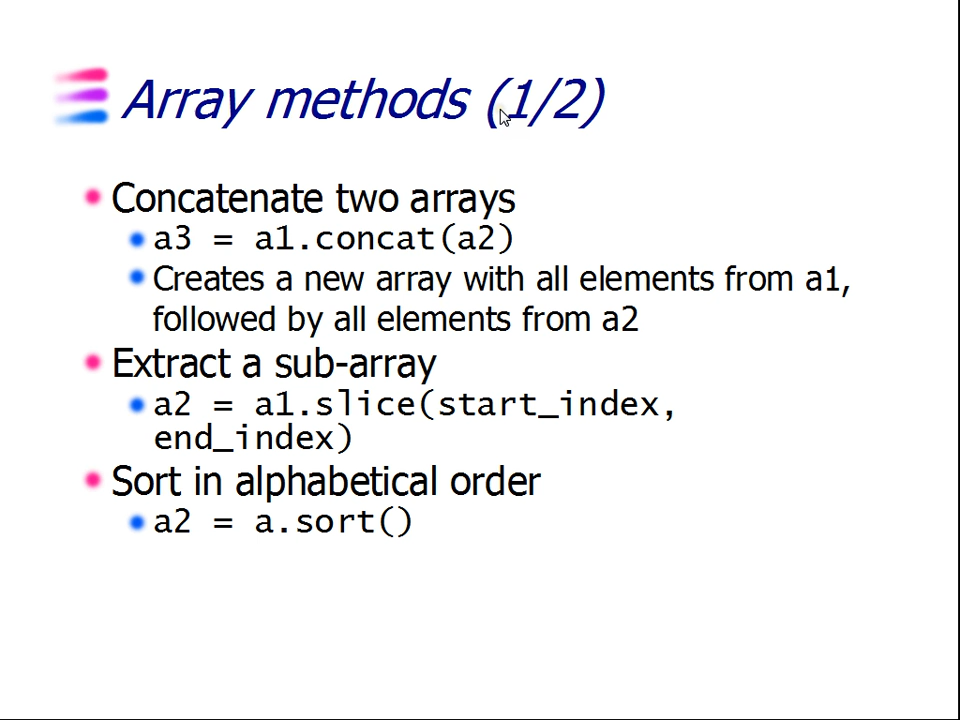 Array methods (1/2)
Concatenate two arrays
a3 = a1.concat(a2)
Creates a new array with all elements from a1,
followed by all elements from a2
Extract a sub-array
a2 = a1.slice(start_index,
end_index)
Sort in alphabetical order
a2 = a.sort()